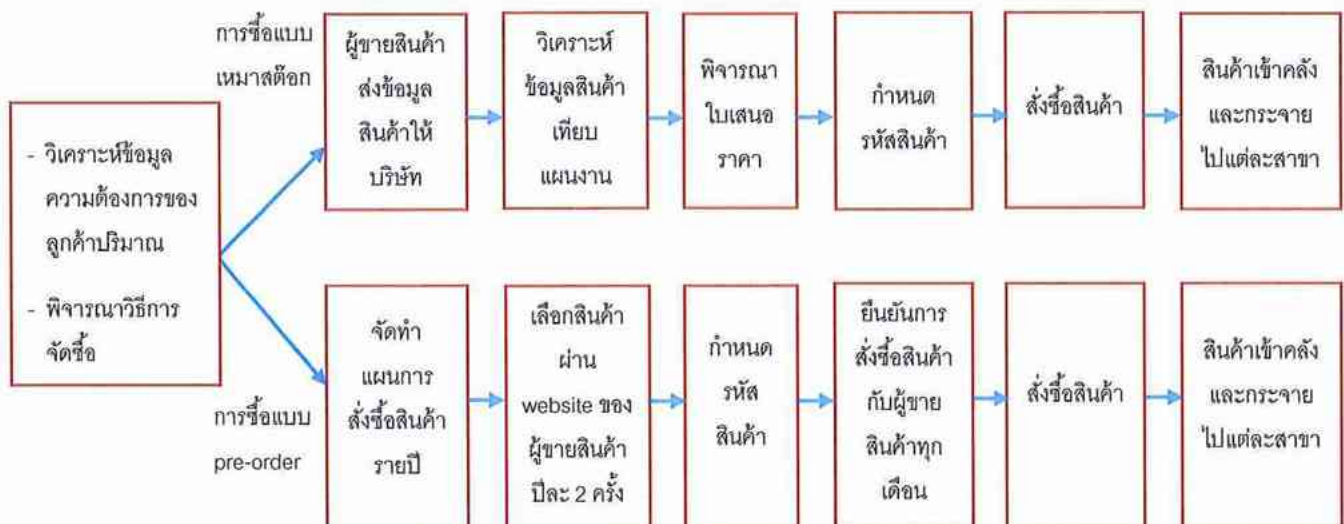 - วิเคราะห์ข้อมูล
ความต้องการของ
ลูกค้าปริมาณ
- พิจารณาวิธีการ
จัดซื้อ
การซื้อแบบ
เหมาสต๊อก
ผู้ขายสินค้า
ส่งข้อมูล
สินค้าให้
บริษัท
วิเคราะห์
ข้อมูลสินค้า
เทียบ
แผนงาน
พิจารณา
ใบเสนอ
ราคา
กำหนด
รหัสสินค้า
สั่งซื้อสินค้า
สินค้าเข้าคลัง
และกระจาย
ไปแต่ละสาขา
การซื้อแบบ
pre-order
จัดทำ
แผนการ
สั่งซื้อสินค้า
รายปี
เลือกสินค้า
ผ่าน
website ของ
ผู้ขายสินค้า
ปีละ 2 ครั้ง
กำหนด
รหัส
สินค้า
ยืนยันการ
สั่งซื้อสินค้า
กับผู้ขาย
สินค้าทุก
เดือน
สั่งซื้อสินค้า
สินค้าเข้าคลัง
และกระจาย
ไปแต่ละสาขา